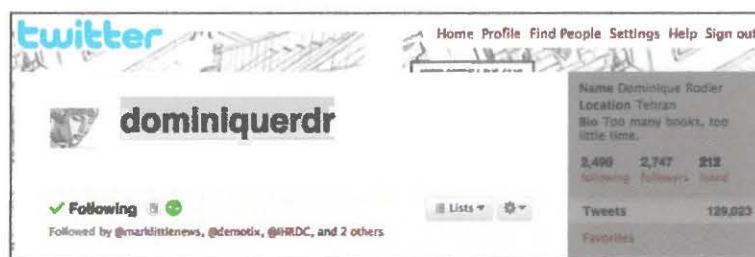 twitter
Home Profile Find People Settings Help Sign out
dominiquerdr
Name Dominique Rodier
Location Tehran
Bio Too many books, too
little time.
2,498 2,747 212
following followers listed
Following
Lists
Followed by @marklittlenews, @demotix, @IHRDC, and 2 others
Tweets 129,023
Favorites